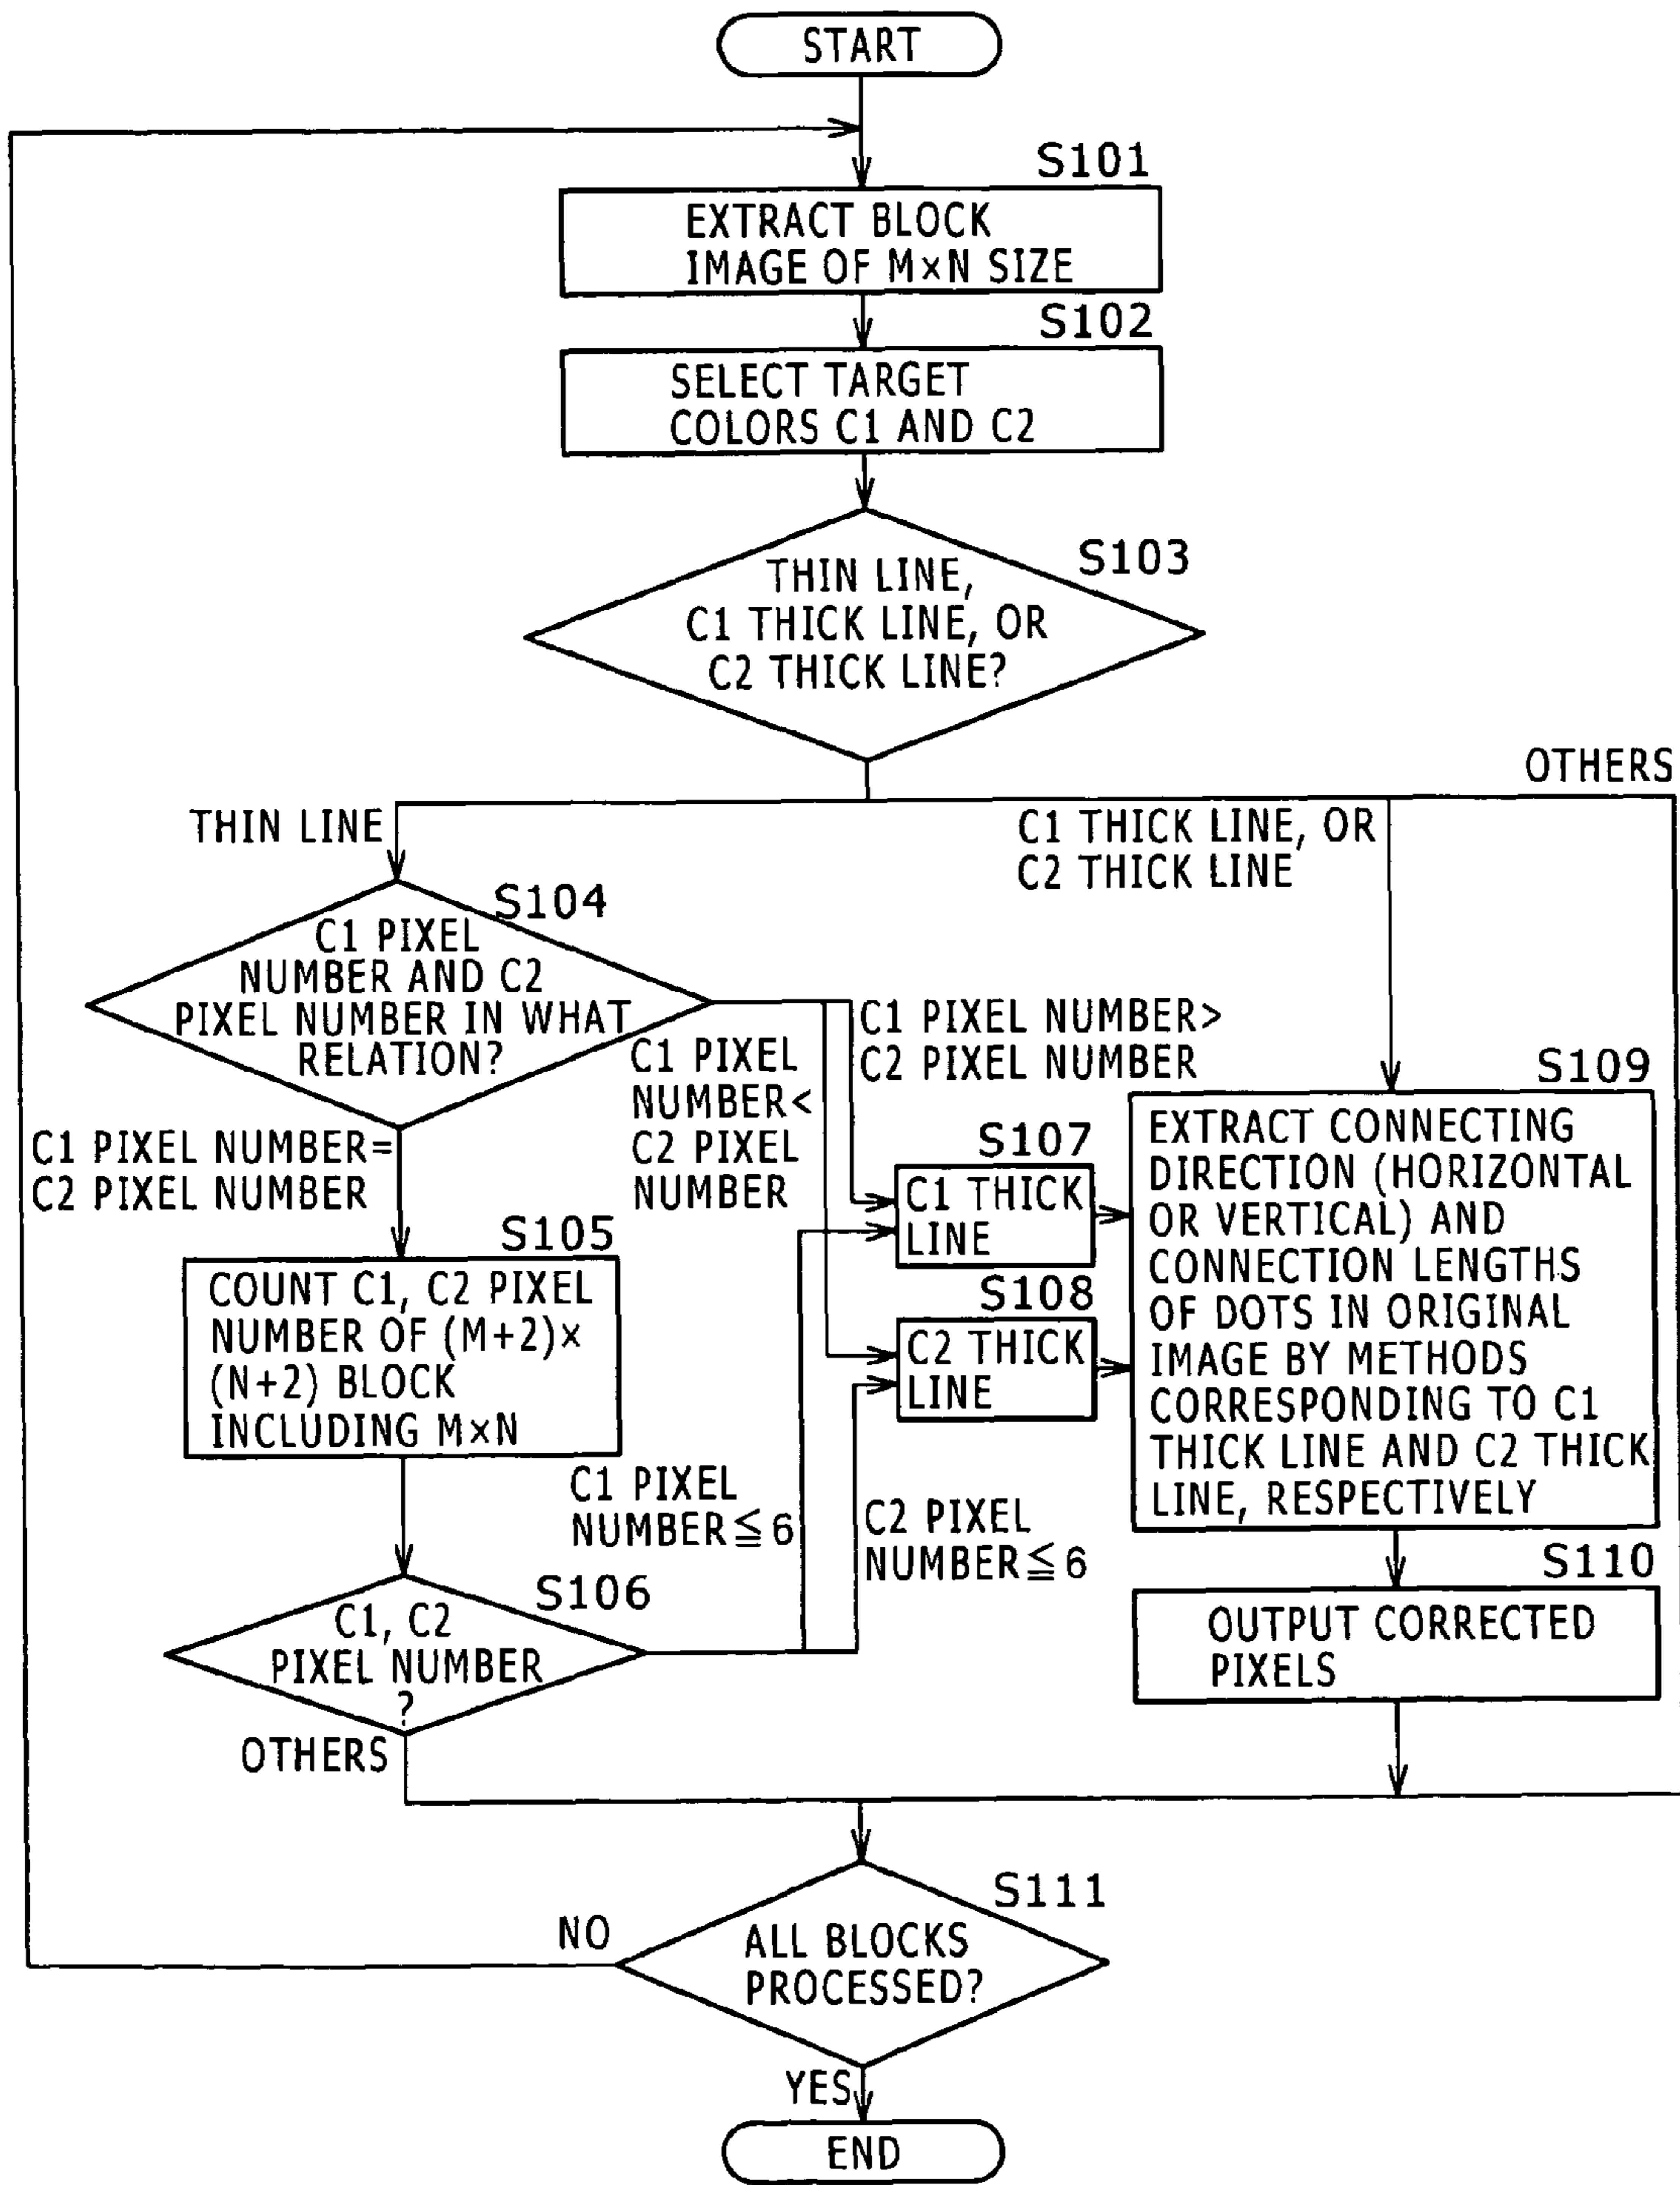 START
S101
EXTRACT BLOCK
IMAGE OF M×N SIZE
S102
SELECT TARGET
COLORS C1 AND C2
S103
THIN LINE,
C1 THICK LINE, OR
C2 THICK LINE?
OTHERS
THIN LINE
C1 THICK LINE, OR
C2 THICK LINE
S104
C1 PIXEL
NUMBER AND C2
PIXEL NUMBER IN WHAT
RELATION?
C1 PIXEL NUMBER>
C2 PIXEL NUMBER
C1 PIXEL
NUMBER<
C2 PIXEL
NUMBER
C1 PIXEL NUMBER=
C2 PIXEL NUMBER
S105
COUNT C1, C2 PIXEL
NUMBER OF (M+2)×
(N+2) BLOCK
INCLUDING M×N
S107
C1 THICK
LINE
S108
C2 THICK
LINE
S109
EXTRACT CONNECTING
DIRECTION (HORIZONTAL
OR VERTICAL) AND
CONNECTION LENGTHS
OF DOTS IN ORIGINAL
IMAGE BY METHODS
CORRESPONDING TO C1
THICK LINE AND C2 THICK
LINE, RESPECTIVELY
C1 PIXEL
NUMBER≦6
C2 PIXEL
NUMBER≦6
S106
C1, C2
PIXEL NUMBER
?
OTHERS
S110
OUTPUT CORRECTED
PIXELS
S111
ALL BLOCKS
PROCESSED?
NO
YES
END